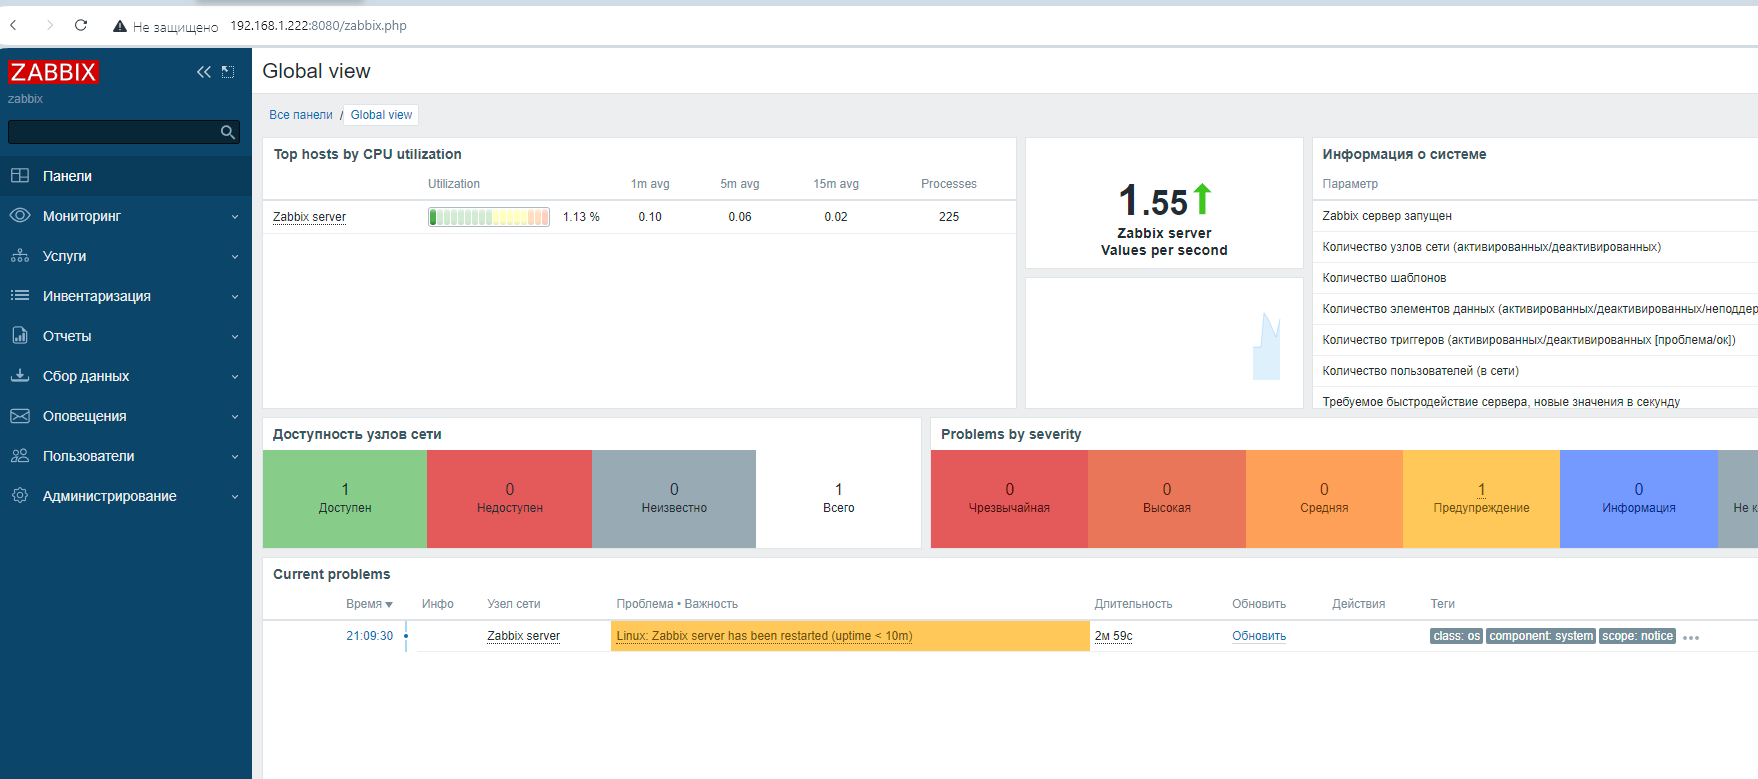 Не защищено 192.168.1.222:8080/zabbix.php
ZABBIX
zabbix
Панели
Мониторинг
Услуги
Инвентаризация
Отчеты
Сбор данных
Оповещения
Пользователи
Администрирование
Global view
Все панели / Global view
Top hosts by CPU utilization
Utilization 1m avg 5m avg 15m avg Processes
Zabbix server 1.13 % 0.10 0.06 0.02 225
1.55
Zabbix server
Values per second
Информация о системе
Параметр
Zabbix сервер запущен
Количество узлов сети (активированных/деактивированных)
Количество шаблонов
Количество элементов данных (активированных/деактивированных/неподдер
Количество триггеров (активированных/деактивированных [проблема/ок])
Количество пользователей (в сети)
Требуемое быстродействие сервера, новые значения в секунду
Доступность узлов сети
1 0 0 1
Доступен Недоступен Неизвестно Всего
Problems by severity
0 0 0 1 0
Чрезвычайная Высокая Средняя Предупреждение Информация Не к
Current problems
Время Инфо Узел сети Проблема • Важность Длительность Обновить Действия Теги
21:09:30 Zabbix server Linux: Zabbix server has been restarted (uptime < 10m) 2м 59с Обновить class: os component: system scope: notice •••